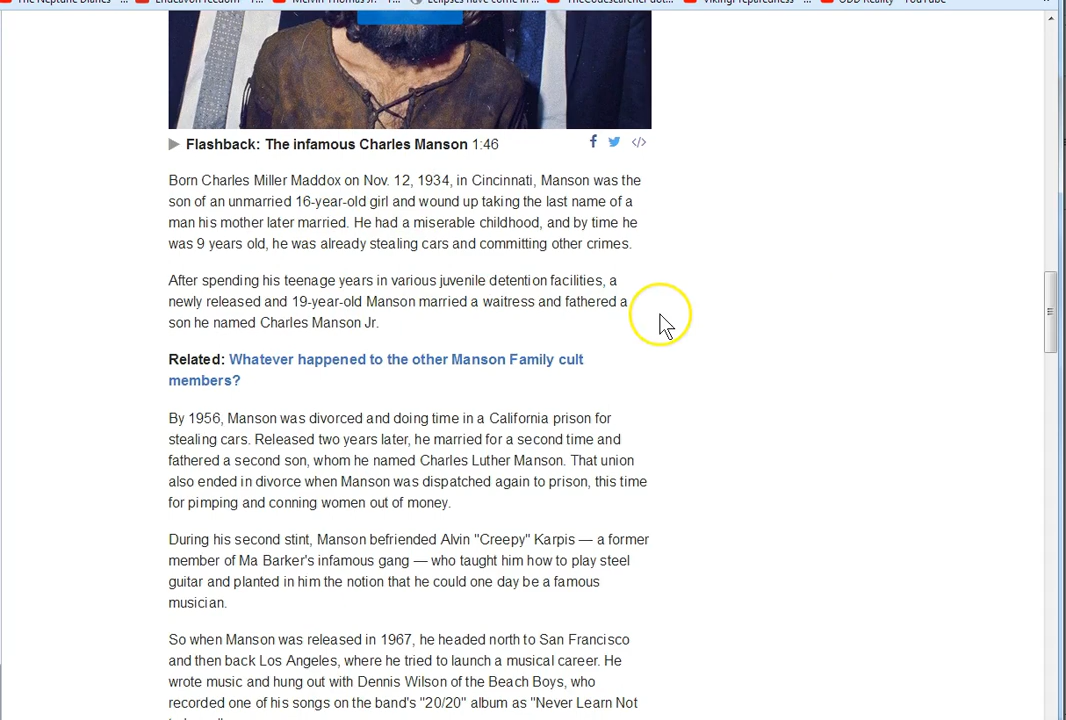 The Neptune Diaries - ...
EndeavorFreedom - T...
Melvin Thomas Jr. - T...
Eclipses have come in ...
TheCodesearcher dot...
VikingPreparedness - ...
ODD Reality - YouTube
Flashback: The infamous Charles Manson 1:46
Born Charles Miller Maddox on Nov. 12, 1934, in Cincinnati, Manson was the
son of an unmarried 16-year-old girl and wound up taking the last name of a
man his mother later married. He had a miserable childhood, and by time he
was 9 years old, he was already stealing cars and committing other crimes.
After spending his teenage years in various juvenile detention facilities, a
newly released and 19-year-old Manson married a waitress and fathered a
son he named Charles Manson Jr.
Related: Whatever happened to the other Manson Family cult
members?
By 1956, Manson was divorced and doing time in a California prison for
stealing cars. Released two years later, he married for a second time and
fathered a second son, whom he named Charles Luther Manson. That union
also ended in divorce when Manson was dispatched again to prison, this time
for pimping and conning women out of money.
During his second stint, Manson befriended Alvin "Creepy" Karpis — a former
member of Ma Barker's infamous gang — who taught him how to play steel
guitar and planted in him the notion that he could one day be a famous
musician.
So when Manson was released in 1967, he headed north to San Francisco
and then back Los Angeles, where he tried to launch a musical career. He
wrote music and hung out with Dennis Wilson of the Beach Boys, who
recorded one of his songs on the band's "20/20" album as "Never Learn Not